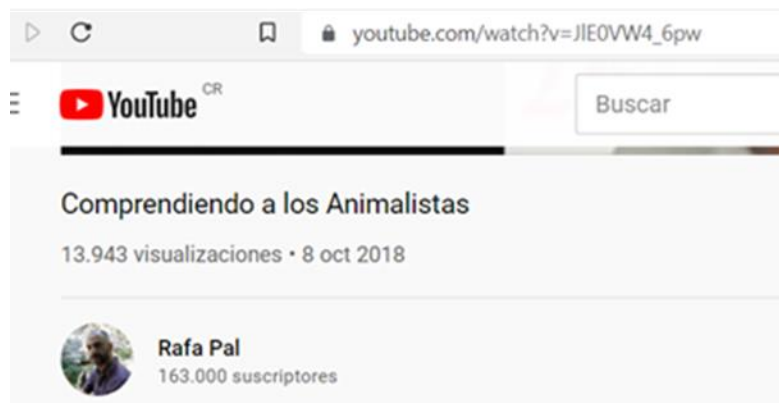 youtube.com/watch?v=JlE0VW4_6pw
YouTube CR
Buscar
Comprendiendo a los Animalistas
13.943 visualizaciones • 8 oct 2018
Rafa Pal
163.000 suscriptores